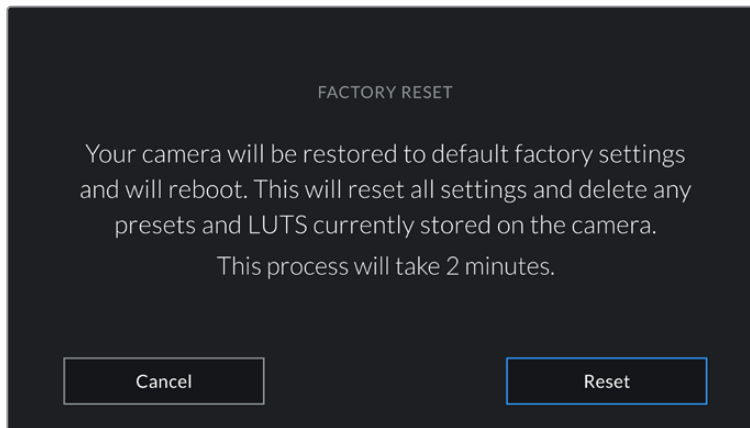 FACTORY RESET
Your camera will be restored to default factory settings
and will reboot. This will reset all settings and delete any
presets and LUTS currently stored on the camera.
This process will take 2 minutes.
Cancel
Reset